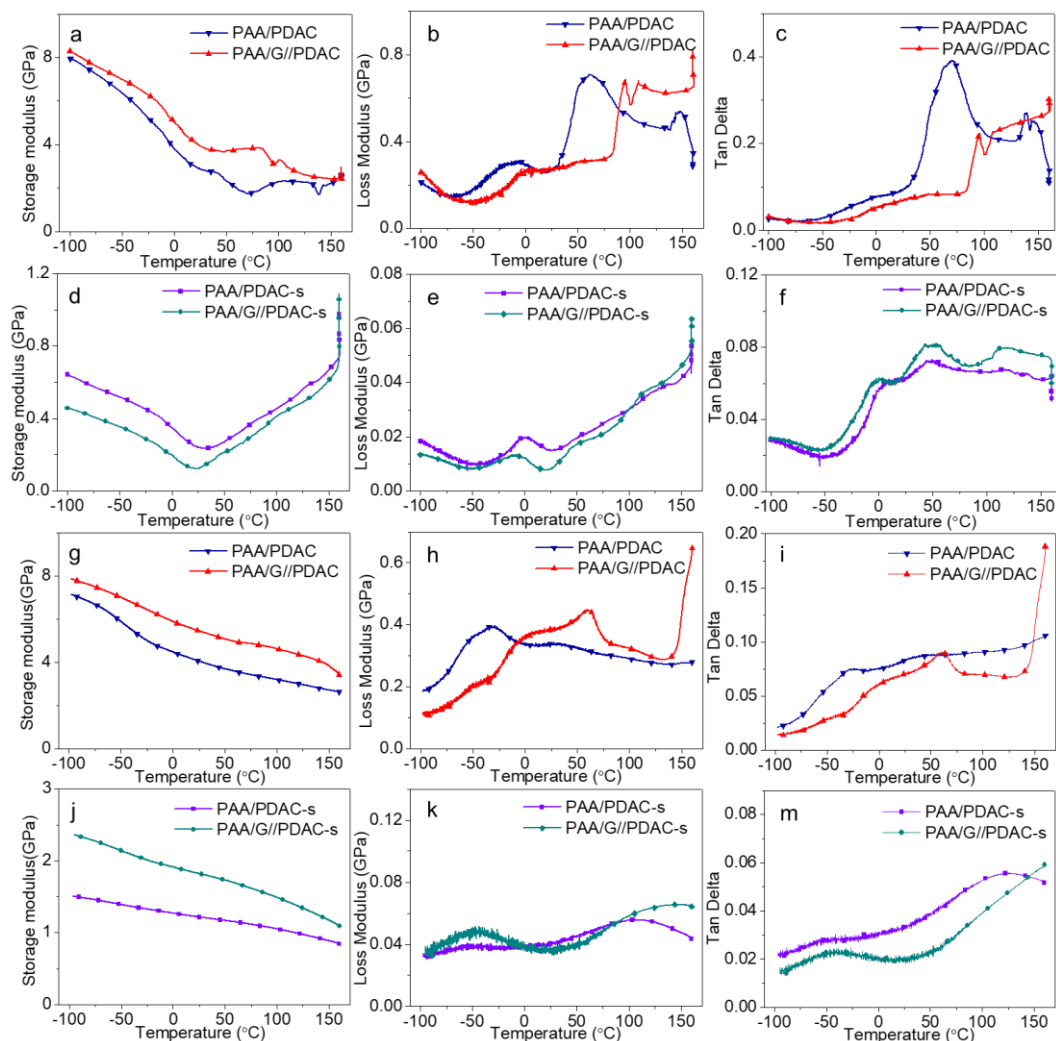 a
PAA/PDAC
PAA/G//PDAC
Storage modulus (GPa)
8
4
0
-100 -50 0 50 100 150
Temperature (°C)
b
PAA/PDAC
PAA/G//PDAC
Loss Modulus (GPa)
0.8
0.4
0.0
-100 -50 0 50 100 150
Temperature (°C)
c
PAA/PDAC
PAA/G//PDAC
Tan Delta
0.4
0.2
0.0
-100 -50 0 50 100 150
Temperature (°C)
d
PAA/PDAC-s
PAA/G//PDAC-s
Storage modulus (GPa)
1.2
0.8
0.4
0.0
-100 -50 0 50 100 150
Temperature (°C)
e
PAA/PDAC-s
PAA/G//PDAC-s
Loss Modulus (GPa)
0.08
0.06
0.04
0.02
0.00
-100 -50 0 50 100 150
Temperature (°C)
f
PAA/PDAC-s
PAA/G//PDAC-s
Tan Delta
0.12
0.08
0.04
0.00
-100 -50 0 50 100 150
Temperature (°C)
g
PAA/PDAC
PAA/G//PDAC
Storage modulus(GPa)
8
4
0
-100 -50 0 50 100 150
Temperature (°C)
h
PAA/PDAC
PAA/G//PDAC
Loss Modulus (GPa)
0.6
0.4
0.2
0.0
-100 -50 0 50 100 150
Temperature (°C)
i
PAA/PDAC
PAA/G//PDAC
Tan Delta
0.20
0.15
0.10
0.05
0.00
-100 -50 0 50 100 150
Temperature (°C)
j
PAA/PDAC-s
PAA/G//PDAC-s
Storage modulus(GPa)
3
2
1
0
-100 -50 0 50 100 150
Temperature (°C)
k
PAA/PDAC-s
PAA/G//PDAC-s
Loss Modulus (GPa)
0.12
0.08
0.04
0.00
-100 -50 0 50 100 150
Temperature (°C)
m
PAA/PDAC-s
PAA/G//PDAC-s
Tan Delta
0.08
0.06
0.04
0.02
0.00
-100 -50 0 50 100 150
Temperature (°C)